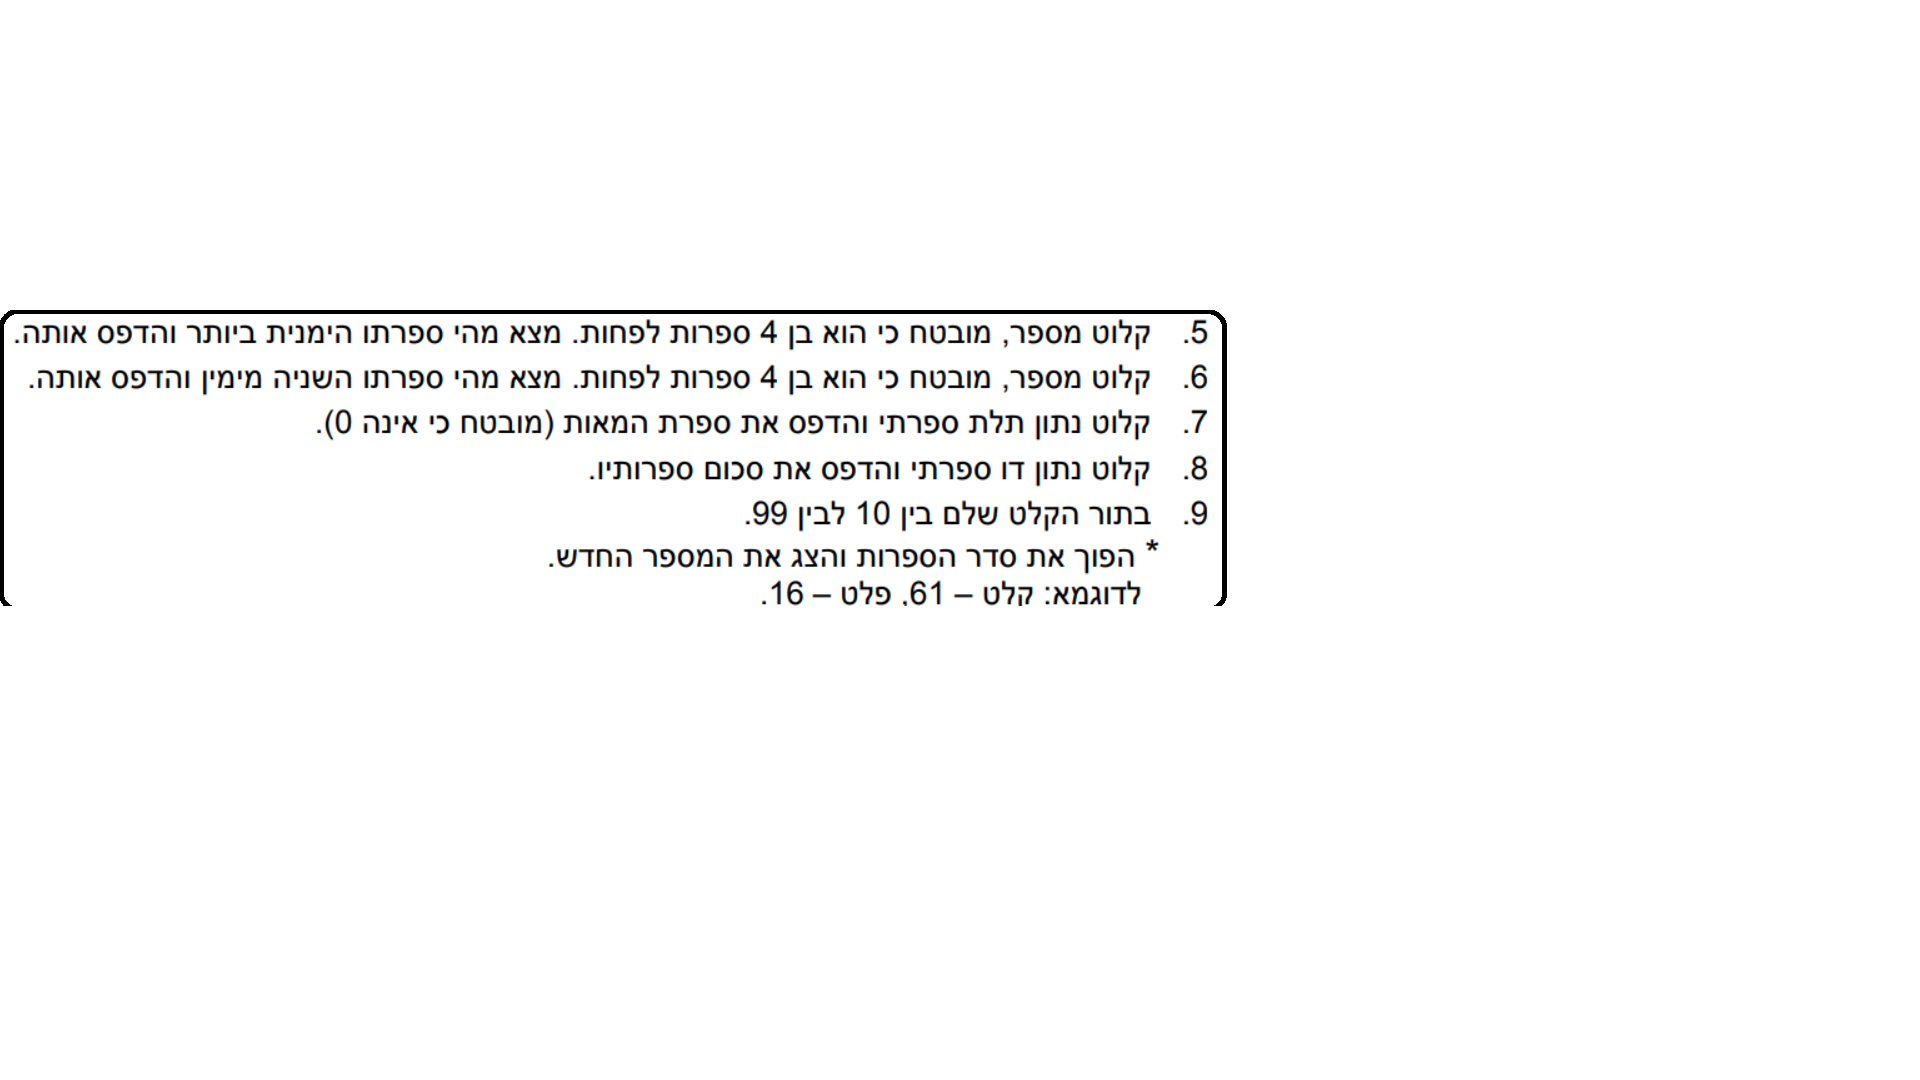 5. קלוט מספר, מובטח כי הוא בן 4 ספרות לפחות. מצא מהי ספרתו הימנית ביותר והדפס אותה.
6. קלוט מספר, מובטח כי הוא בן 4 ספרות לפחות. מצא מהי ספרתו השניה מימין והדפס אותה.
7. קלוט נתון תלת ספרתי והדפס את ספרת המאות (מובטח כי אינה 0).
8. קלוט נתון דו ספרתי והדפס את סכום ספרותיו.
9. בתור הקלט שלם בין 10 לבין 99.
* הפוך את סדר הספרות והצג את המספר החדש.
לדוגמא: קלט – 61, פלט – 16.